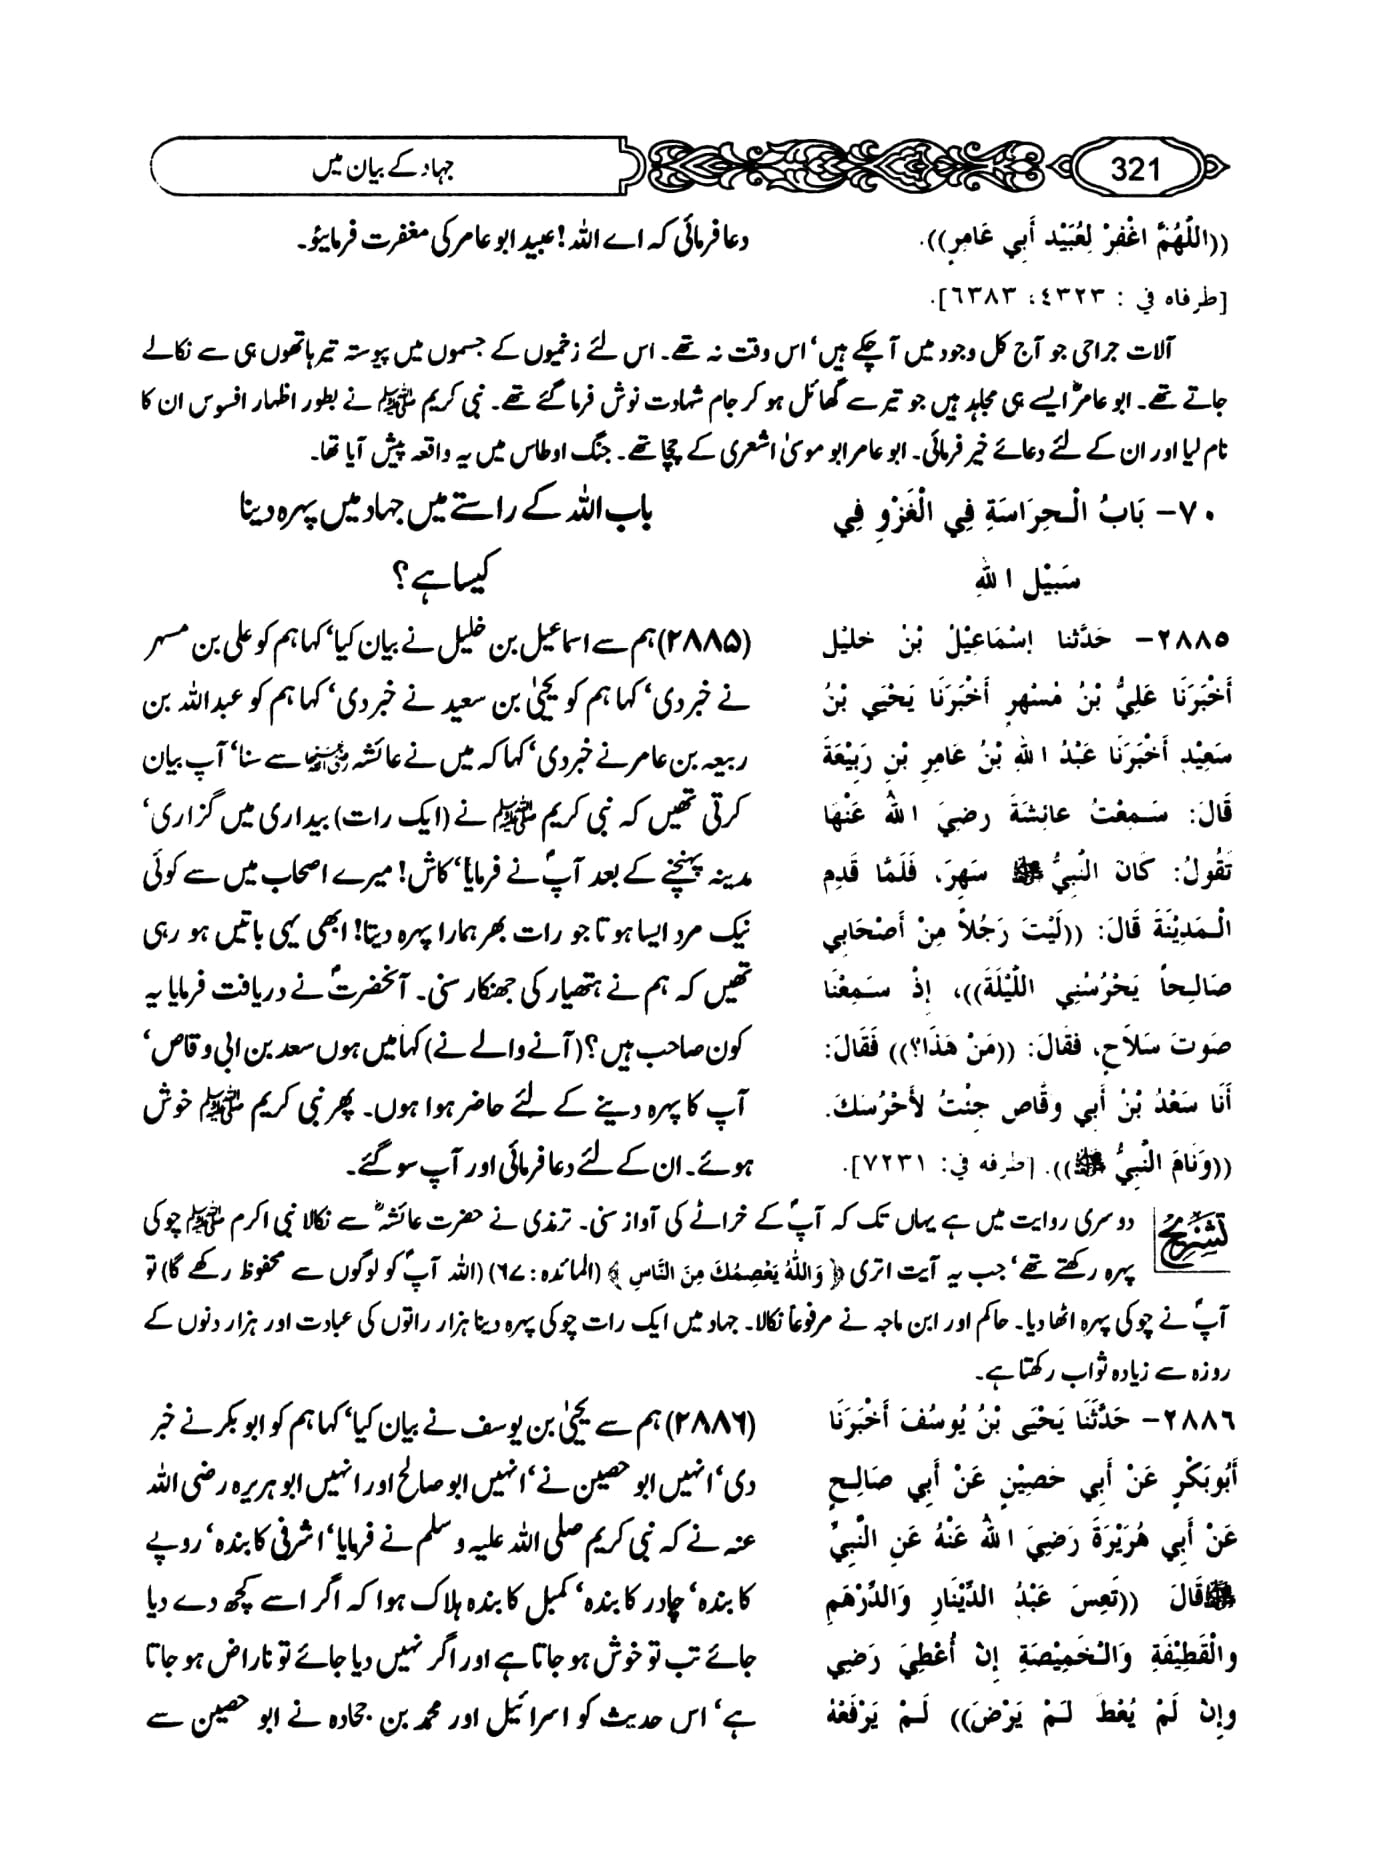 321
جہاد کے بیان میں
((اللّٰهُمَّ اغْفِرْ لِعُبَيْد أَبِي عَامِرٍ)).
[طرفاه في : ٤٣٢٣، ٦٣٨٣].
دعا فرمائی کہ اے اللہ! عبید ابو عامر کی مغفرت فرمائیو۔
آلات جراحی جو آج کل وجود میں آچکے ہیں‘ اس وقت نہ تھے۔ اس لئے زخمیوں کے جسموں میں پیوستہ تیر ہاتھوں ہی سے نکالے
جاتے تھے۔ ابو عامرؓ ایسے ہی مجاہد ہیں جو تیر سے گھائل ہو کر جام شہادت نوش فرما گئے تھے۔ نبی کریم ﷺ نے بطور اظہار افسوس ان کا
نام لیا اور ان کے لئے دعائے خیر فرمائی۔ ابو عامر ابو موسیٰ اشعری کے چچا تھے۔ جنگ اوطاس میں یہ واقعہ پیش آیا تھا۔
٧٠– بَابُ الْحِرَاسَةِ فِي الْغَزْوِ فِي
سَبِيْلِ اللهِ
باب اللہ کے راستے میں جہاد میں پہرہ دینا
کیسا ہے؟
٢٨٨٥– حَدَّثَنا إِسْمَاعِيْلُ بْنُ خَلِيْل
أَخْبَرَنَا عَلِيُّ بْنُ مُسْهِرٍ أَخْبَرَنَا يَحْيَى بْنُ
سَعِيْدٍ أَخْبَرَنَا عَبْدُ اللهِ بْنُ عَامِرِ بْنِ رَبِيْعَةَ
قَالَ: سَمِعْتُ عائِشَةَ رضِيَ اللهُ عَنْهَا
تَقُولُ: كَانَ النَّبِيُّ ﷺ سَهِرَ، فَلَمَّا قَدِمَ
الْمَدِيْنَةَ قَالَ: ((لَيْتَ رَجُلاً مِنْ أَصْحَابِي
صَالِحاً يَحْرُسُنِي اللَّيْلَةَ))، إِذْ سَمِعْنَا
صَوتَ سَلاَحٍ، فَقَالَ: ((مَنْ هَذَا؟)) فَقَالَ:
أَنَا سَعْدُ بْنُ أَبِي وقَّاص جِئْتُ لأَحْرُسَكَ.
((وَنَامَ النَّبِيُّ ﷺ)). [طرفه في: ٧٢٣١].
(۲۸۸۵) ہم سے اسماعیل بن خلیل نے بیان کیا‘ کہا ہم کو علی بن مسہر
نے خبر دی‘ کہا ہم کو یحییٰ بن سعید نے خبر دی‘ کہا ہم کو عبداللہ بن
ربیعہ بن عامر نے خبر دی‘ کہا کہ میں نے عائشہ رضی اللہ عنہا سے سنا‘ آپ بیان
کرتی تھیں کہ نبی کریم ﷺ نے (ایک رات) بیداری میں گزاری‘
مدینہ پہنچنے کے بعد آپؐ نے فرمایا‘ کاش! میرے اصحاب میں سے کوئی
نیک مرد ایسا ہوتا جو رات بھر ہمارا پہرہ دیتا! ابھی یہی باتیں ہو رہی
تھیں کہ ہم نے ہتھیار کی جھنکار سنی۔ آنحضرتؐ نے دریافت فرمایا یہ
کون صاحب ہیں؟ (آنے والے نے) کہا میں ہوں سعد بن ابی وقاص‘
آپ کا پہرہ دینے کے لئے حاضر ہوا ہوں۔ پھر نبی کریم ﷺ خوش
ہوئے۔ ان کے لئے دعا فرمائی اور آپ سو گئے۔
تشریح
دوسری روایت میں ہے یہاں تک کہ آپؐ کے خراٹے کی آواز سنی۔ ترمذی نے حضرت عائشہؓ سے نکالا نبی اکرم ﷺ چوکی
پہرہ رکھتے تھے‘ جب یہ آیت اتری ﴿ وَاللّٰهُ يَعْصِمُكَ مِنَ النَّاسِ ﴾ (المائدہ: ۶۷) (اللہ آپؐ کو لوگوں سے محفوظ رکھے گا) تو
آپؐ نے چوکی پہرہ اٹھا دیا۔ حاکم اور ابن ماجہ نے مرفوعاً نکالا۔ جہاد میں ایک رات چوکی پہرہ دینا ہزار راتوں کی عبادت اور ہزار دنوں کے
روزہ سے زیادہ ثواب رکھتا ہے۔
٢٨٨٦– حَدَّثَنَا يَحْيَى بْنُ يُوسُفَ أَخْبَرَنَا
أَبُوبَكْرٍ عَنْ أَبِي حَصِيْنٍ عَنْ أَبِي صَالِحٍ
عَنْ أَبِي هُرَيْرَةَ رَضِيَ اللهُ عَنْهُ عَنِ النَّبِيِّ
ﷺ قَالَ ((تَعِسَ عَبْدُ الدِّيْنَارِ وَالدِّرْهَمِ
والْقَطِيْفَةِ وَالْخَمِيْصَةِ إِنْ أُعْطِيَ رَضِيَ
وإِنْ لَمْ يُعْطَ لَمْ يَرْضَ)) لَمْ يَرْفَعْهُ
(۲۸۸۶) ہم سے یحییٰ بن یوسف نے بیان کیا‘ کہا ہم کو ابو بکر نے خبر
دی‘ انہیں ابو حصین نے‘ انہیں ابو صالح اور انہیں ابو ہریرہ رضی اللہ
عنہ نے کہ نبی کریم صلی اللہ علیہ وسلم نے فرمایا‘ اشرفی کا بندہ‘ روپے
کا بندہ‘ چادر کا بندہ‘ کمبل کا بندہ ہلاک ہوا کہ اگر اسے کچھ دے دیا
جائے تب تو خوش ہو جاتا ہے اور اگر نہیں دیا جائے تو ناراض ہو جاتا
ہے‘ اس حدیث کو اسرائیل اور محمد بن جحادہ نے ابو حصین سے